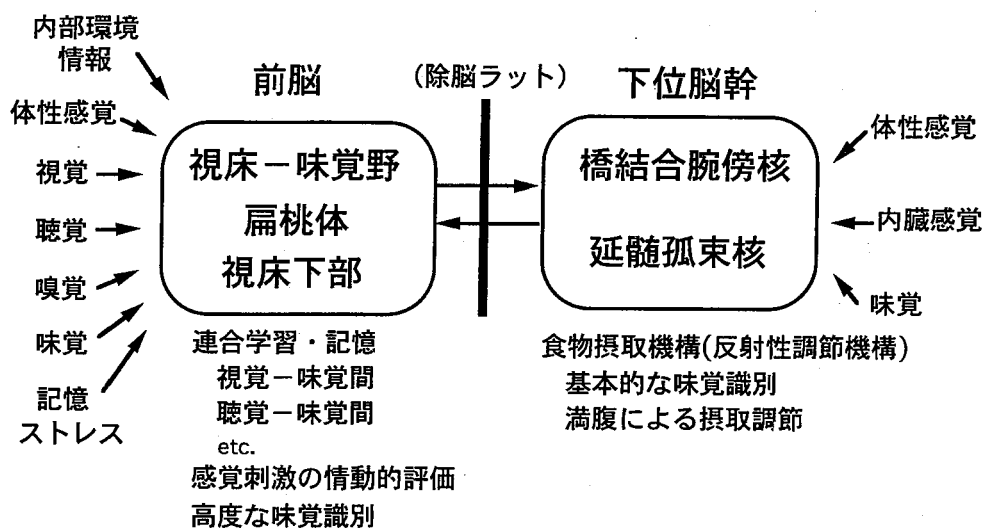 内部環境
情報
体性感覚
視覚
聴覚
嗅覚
味覚
記憶
ストレス
前脳
視床－味覚野
扁桃体
視床下部
連合学習・記憶
視覚－味覚間
聴覚－味覚間
etc.
感覚刺激の情動的評価
高度な味覚識別
（除脳ラット）
下位脳幹
橋結合腕傍核
延髄孤束核
食物摂取機構(反射性調節機構)
基本的な味覚識別
満腹による摂取調節
体性感覚
内臓感覚
味覚